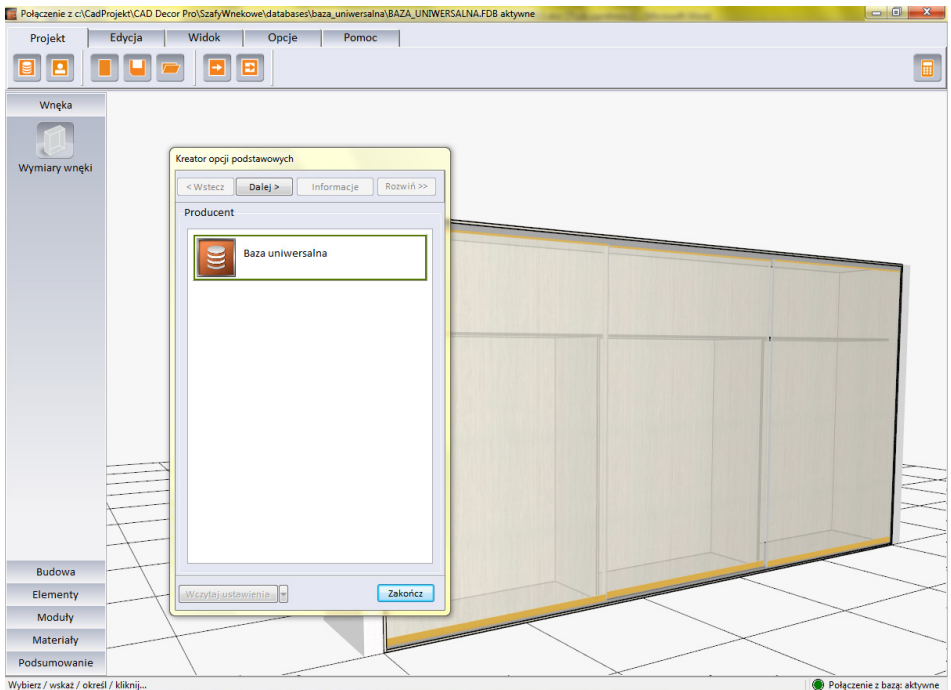 Połączenie z c:\CadProjekt\CAD Decor Pro\SzafyWnekowe\databases\baza_uniwersalna\BAZA_UNIWERSALNA.FDB aktywne
Projekt Edycja Widok Opcje Pomoc
Wnęka
Wymiary wnęki
Kreator opcji podstawowych
< Wstecz Dalej > Informacje Rozwiń >>
Producent
Baza uniwersalna
Wczytaj ustawienia Zakończ
Budowa
Elementy
Moduły
Materiały
Podsumowanie
Wybierz / wskaż / określ / kliknij... Połączenie z bazą: aktywne